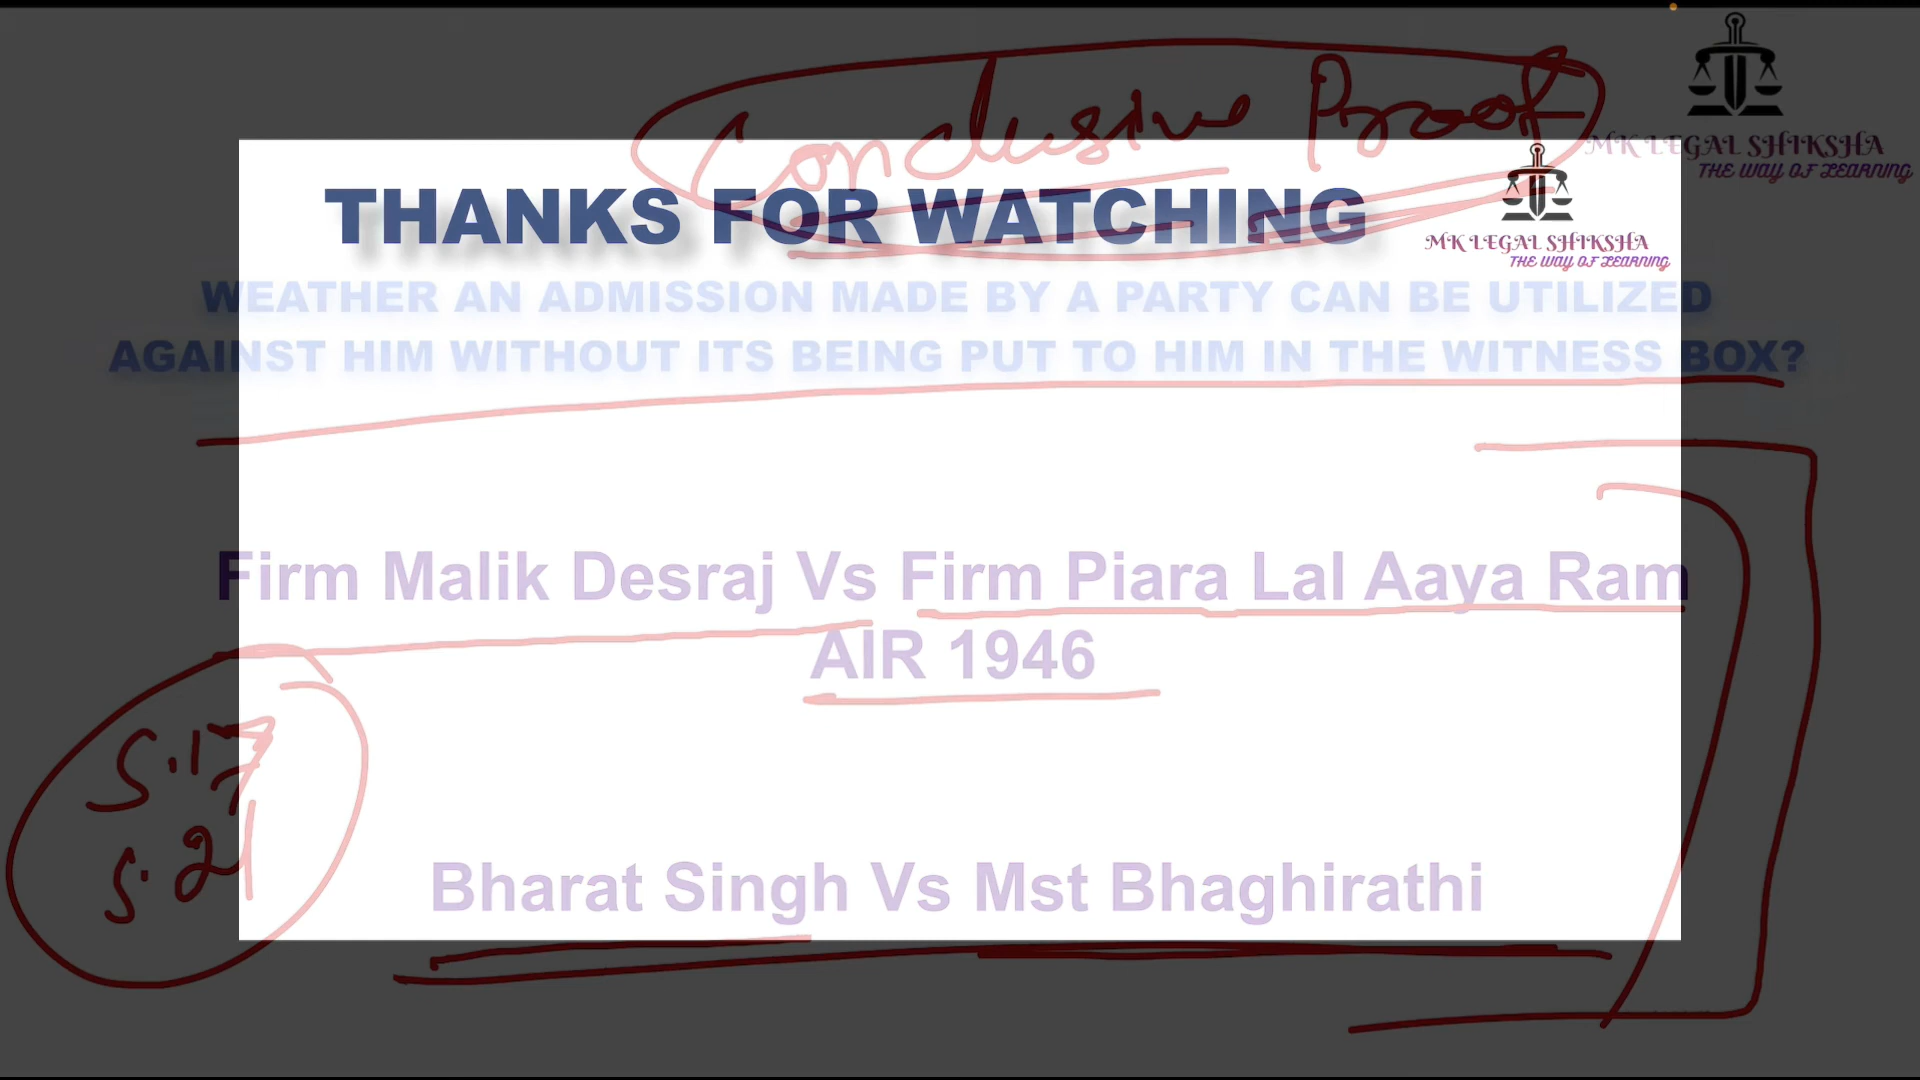 Conclusive Proof
MK LEGAL SHIKSHA
THE WAY OF LEARNING
THANKS FOR WATCHING
MK LEGAL SHIKSHA
THE WAY OF LEARNING
WEATHER AN ADMISSION MADE BY A PARTY CAN BE UTILIZED
AGAINST HIM WITHOUT ITS BEING PUT TO HIM IN THE WITNESS BOX?
Firm Malik Desraj Vs Firm Piara Lal Aaya Ram
AIR 1946
S.17
S.21
Bharat Singh Vs Mst Bhaghirathi